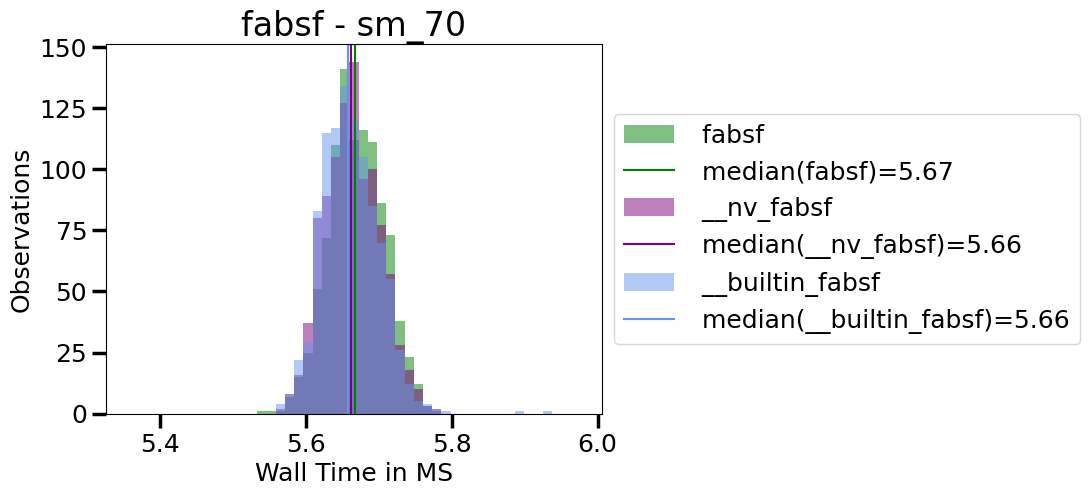 fabsf - sm_70
150
125
100
75
50
25
0
Observations
5.4 5.6 5.8 6.0
Wall Time in MS
fabsf
median(fabsf)=5.67
__nv_fabsf
median(__nv_fabsf)=5.66
__builtin_fabsf
median(__builtin_fabsf)=5.66